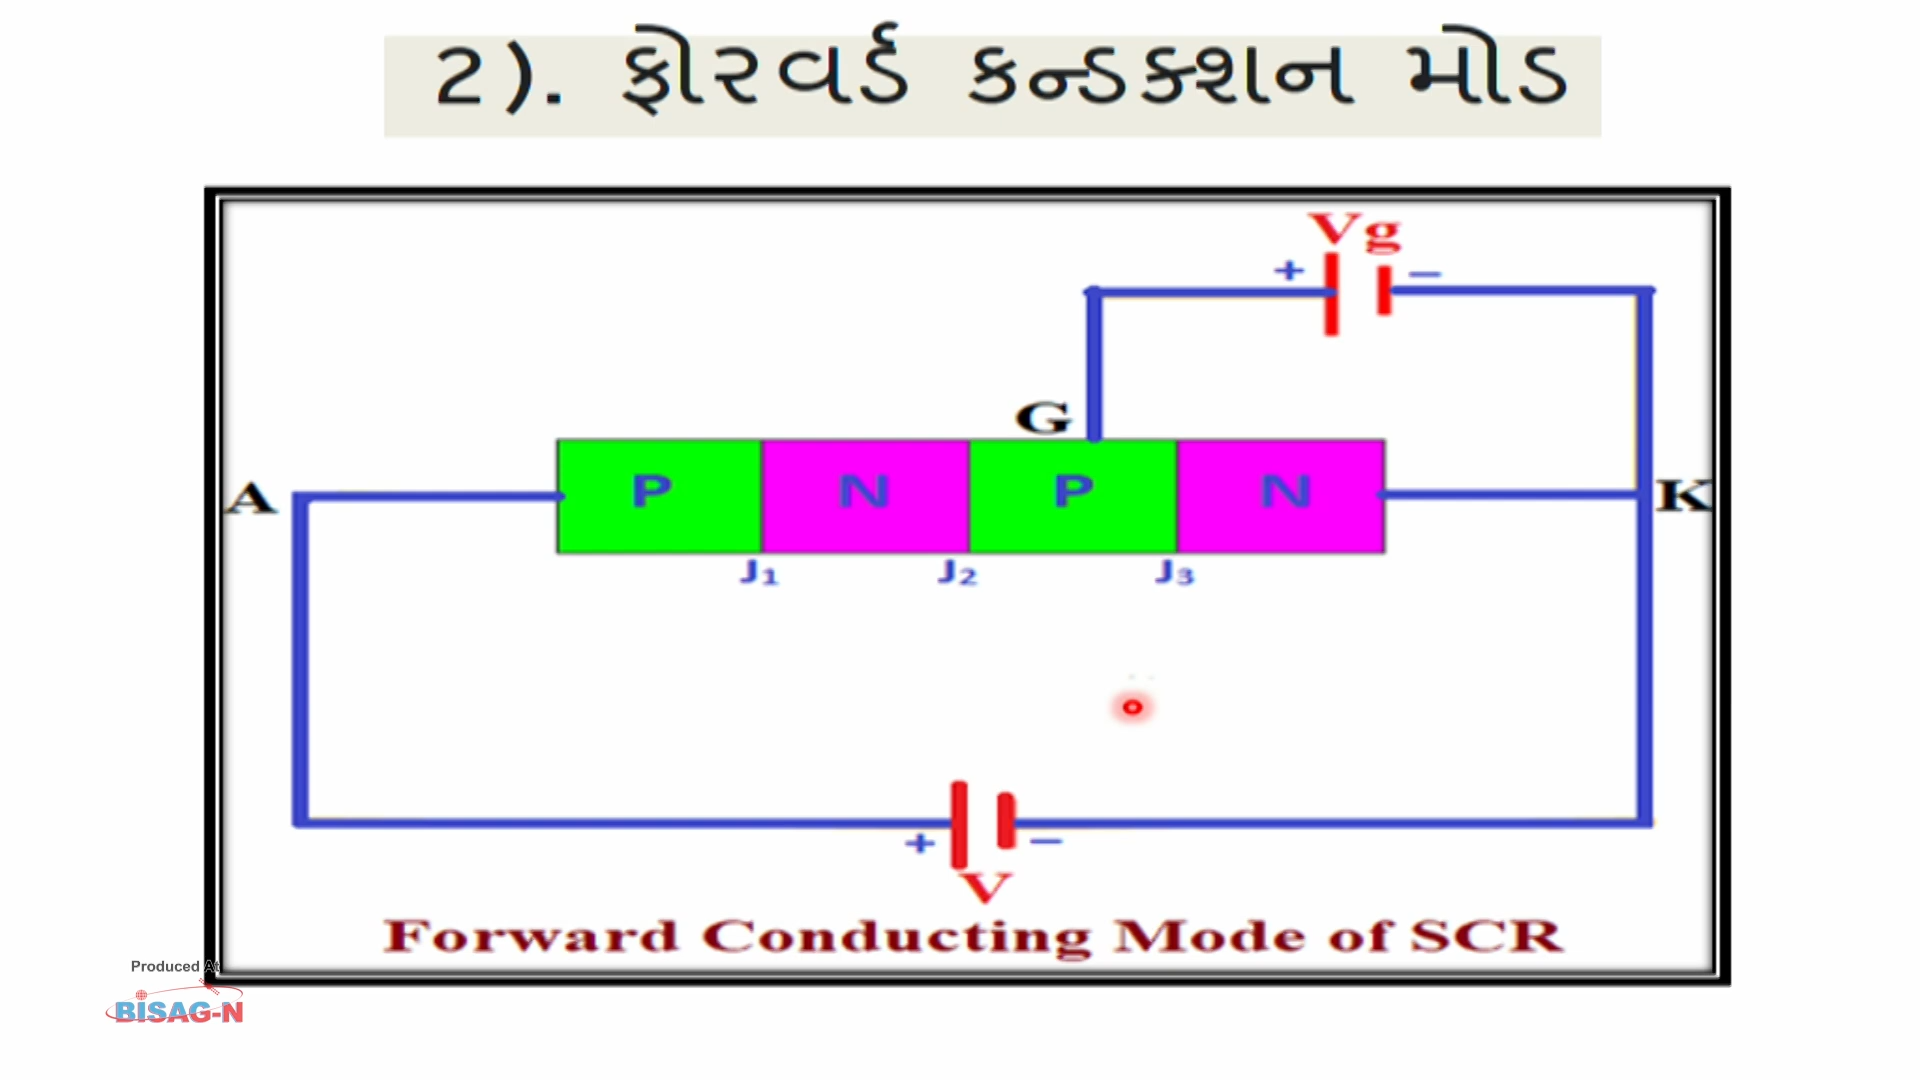 2). ફોરવર્ડ કન્ડક્શન મોડ
Vg
+ −
G
A P N P N K
J₁ J₂ J₃
+ −
V
Forward Conducting Mode of SCR
Produced At
BISAG-N